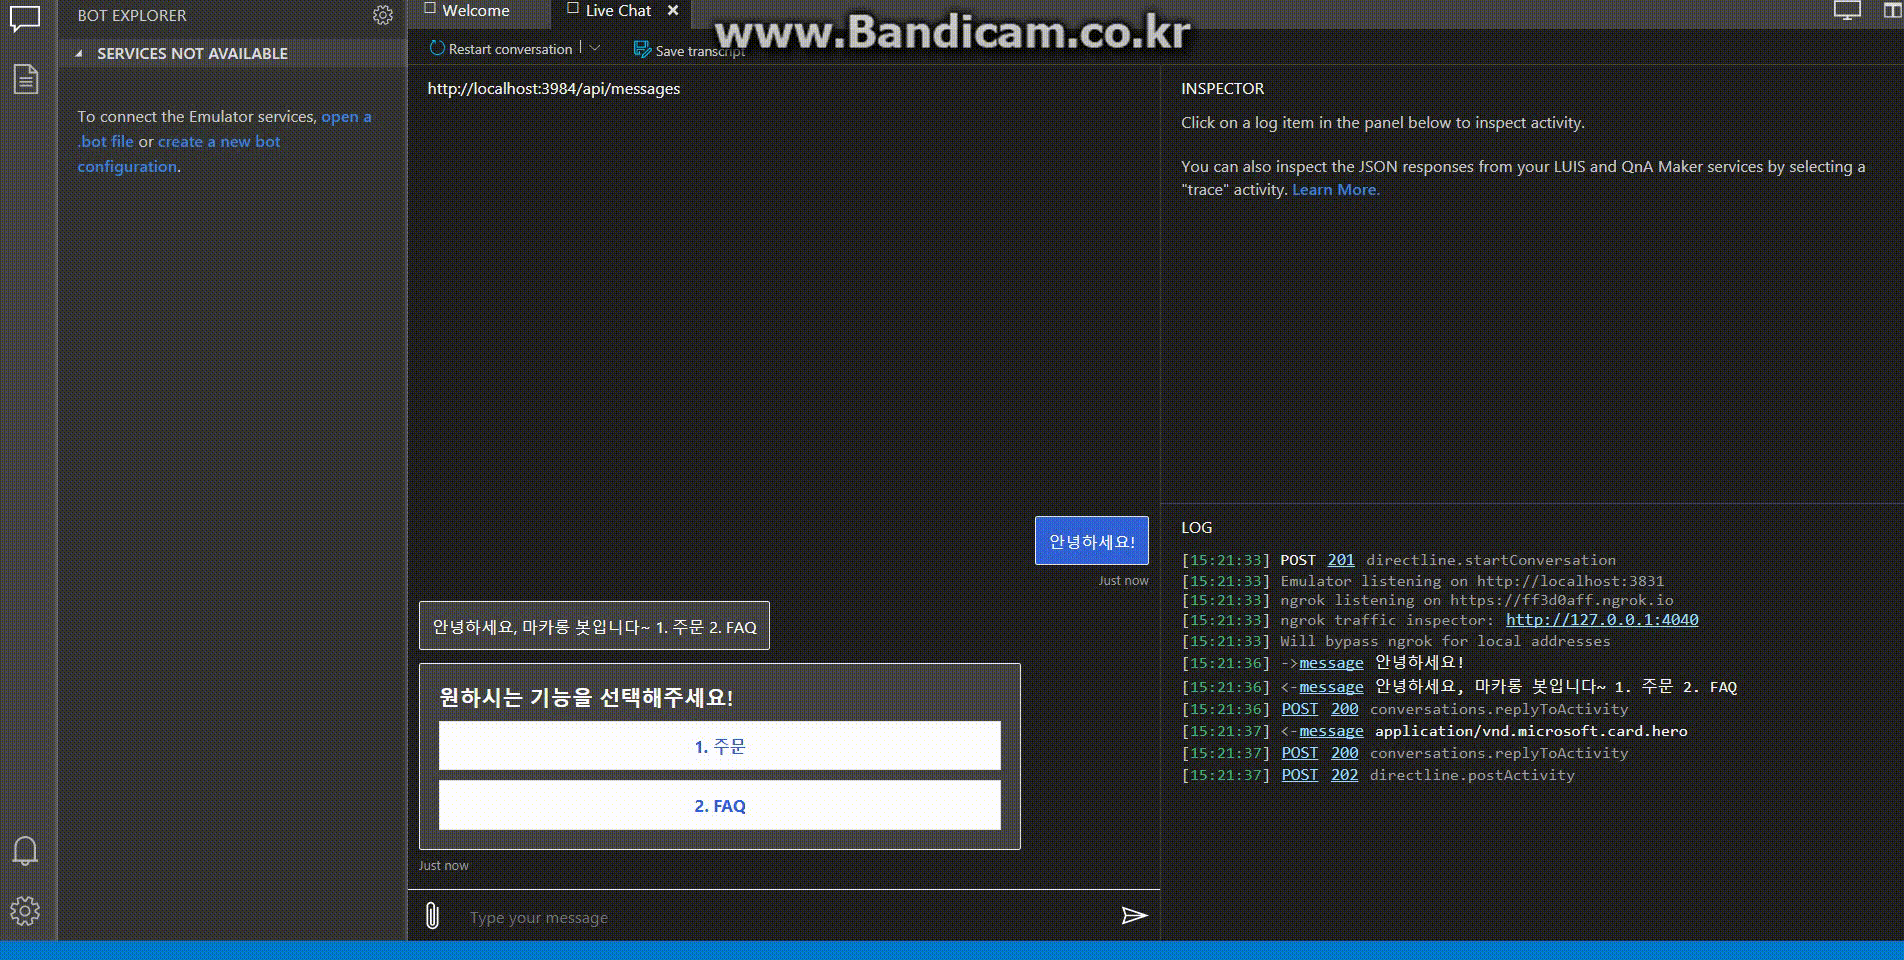 BOT EXPLORER
SERVICES NOT AVAILABLE
To connect the Emulator services, open a
.bot file or create a new bot
configuration.
Welcome
Live Chat
www.Bandicam.co.kr
Restart conversation
Save transcript
http://localhost:3984/api/messages
안녕하세요!
Just now
안녕하세요, 마카롱 봇입니다~ 1. 주문 2. FAQ
원하시는 기능을 선택해주세요!
1. 주문
2. FAQ
Just now
Type your message
INSPECTOR
Click on a log item in the panel below to inspect activity.
You can also inspect the JSON responses from your LUIS and QnA Maker services by selecting a
"trace" activity. Learn More.
LOG
[15:21:33] POST 201 directline.startConversation
[15:21:33] Emulator listening on http://localhost:3831
[15:21:33] ngrok listening on https://ff3d0aff.ngrok.io
[15:21:33] ngrok traffic inspector: http://127.0.0.1:4040
[15:21:33] Will bypass ngrok for local addresses
[15:21:36] ->message 안녕하세요!
[15:21:36] <-message 안녕하세요, 마카롱 봇입니다~ 1. 주문 2. FAQ
[15:21:36] POST 200 conversations.replyToActivity
[15:21:37] <-message application/vnd.microsoft.card.hero
[15:21:37] POST 200 conversations.replyToActivity
[15:21:37] POST 202 directline.postActivity